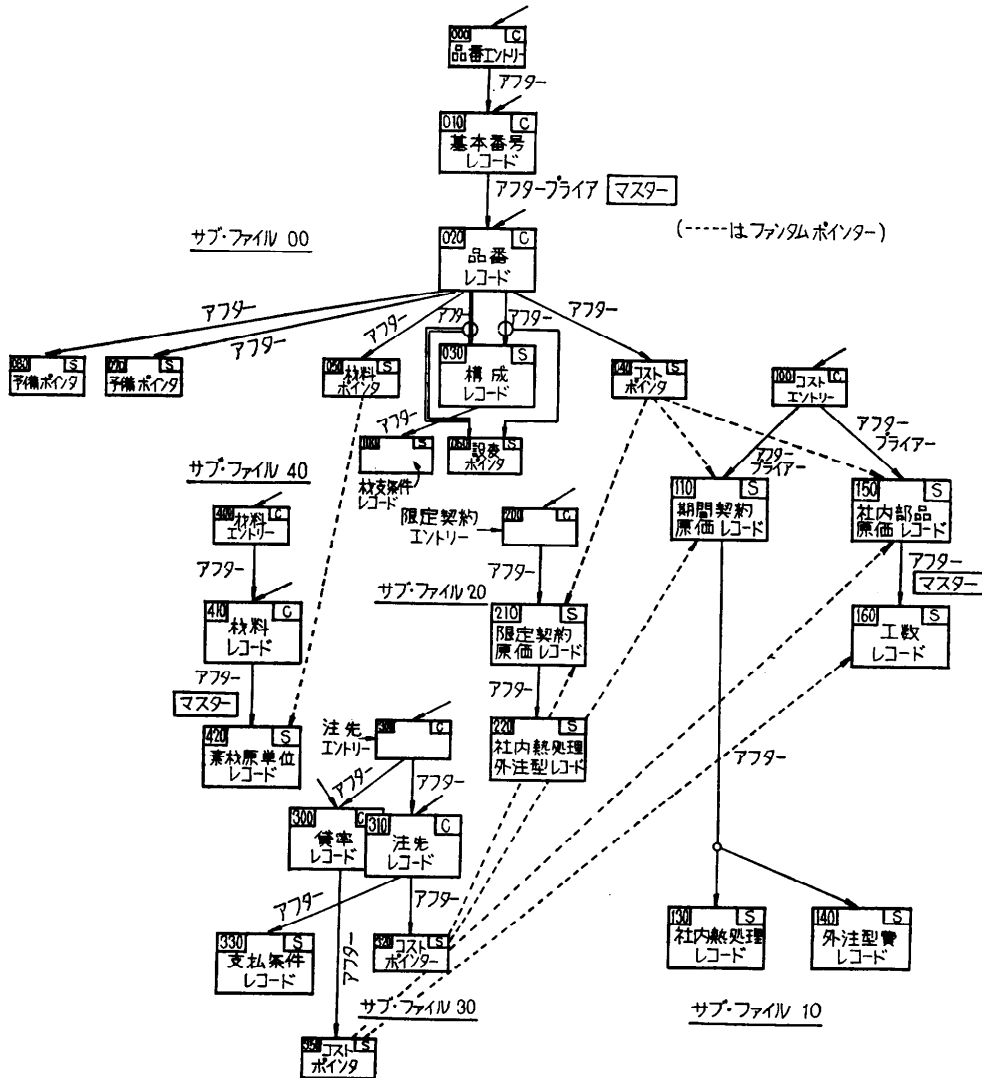 000 C
品番エントリー
アフター
010 C
基本番号
レコード
アフタープライア マスター
サブ・ファイル 00
(-----はファンタムポインター)
020 C
品番
レコード
アフター
アフター
アフター
アフター
アフター
アフター
S
予備ポインタ
S
予備ポインタ
S
材料
ポインタ
030 S
構成
レコード
040 S
コスト
ポインタ
100 C
コスト
エントリー
アフター
S
材支条件
レコード
060 S
設変
ポインタ
アフター
プライアー
アフター
プライアー
サブ・ファイル 40
400 C
材料
エントリー
限定契約
エントリー
200 C
110 S
期間契約
原価レコード
150 S
社内部品
原価レコード
アフター
アフター
アフター
マスター
サブ・ファイル 20
410 C
材料
レコード
210 S
限定契約
原価レコード
160 S
工数
レコード
アフター
マスター
アフター
420 S
素材原単位
レコード
注先
エントリー
C
220 S
社内熱処理
外注型レコード
アフター
アフター
アフター
300 C
賃率
レコード
310 C
注先
レコード
アフター
アフター
アフター
330 S
支払条件
レコード
320 S
コスト
ポインター
130 S
社内熱処理
レコード
140 S
外注型費
レコード
サブ・ファイル 30
サブ・ファイル 10
350 S
コスト
ポインタ